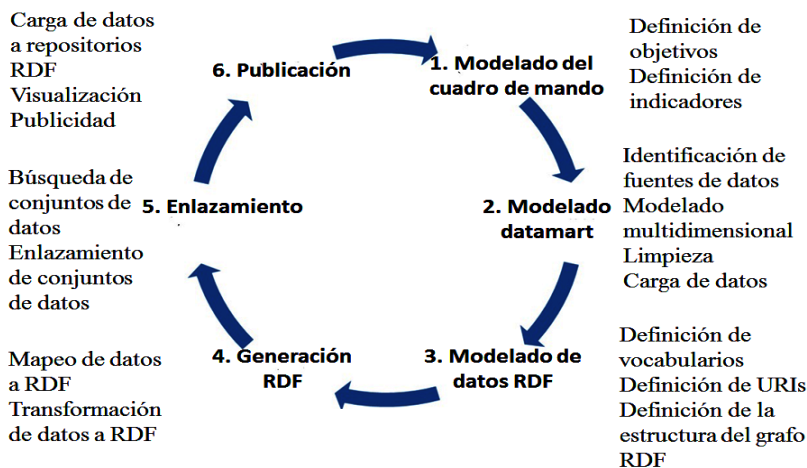 Carga de datos
a repositorios
RDF
Visualización
Publicidad
6. Publicación
1. Modelado del
cuadro de mando
Definición de
objetivos
Definición de
indicadores
Búsqueda de
conjuntos de
datos
Enlazamiento
de conjuntos
de datos
5. Enlazamiento
2. Modelado
datamart
Identificación de
fuentes de datos
Modelado
multidimensional
Limpieza
Carga de datos
Mapeo de datos
a RDF
Transformación
de datos a RDF
4. Generación
RDF
3. Modelado de
datos RDF
Definición de
vocabularios
Definición de URIs
Definición de la
estructura del grafo
RDF